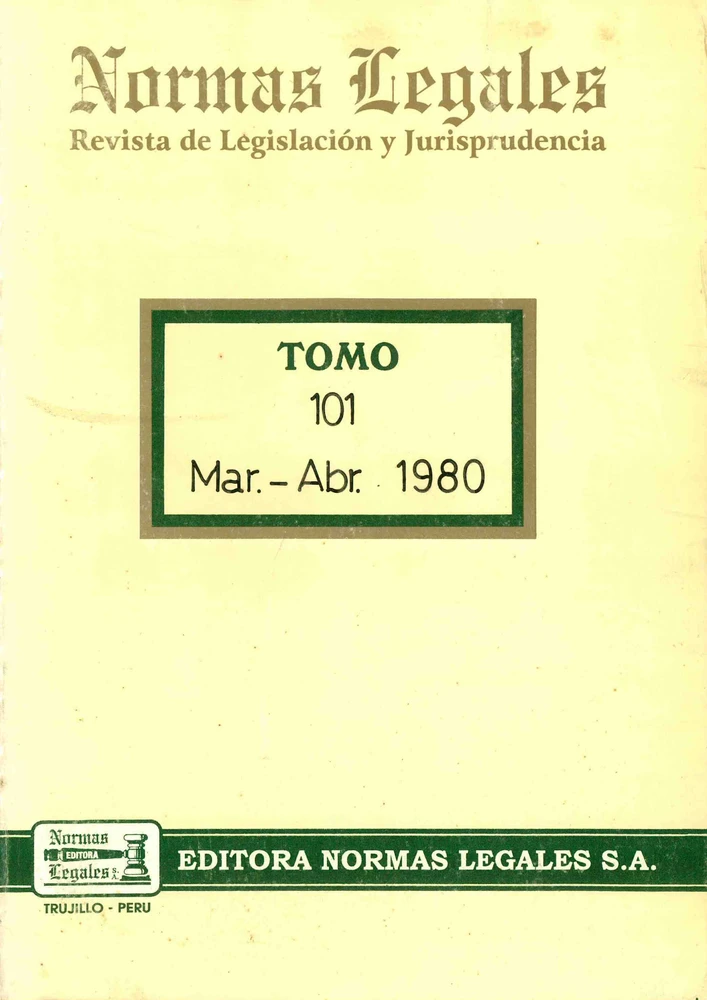 Normas Legales
Revista de Legislación y Jurisprudencia
TOMO
101
Mar.-Abr. 1980
Normas
EDITORA
Legales S.A.
EDITORA NORMAS LEGALES S.A.
TRUJILLO - PERU